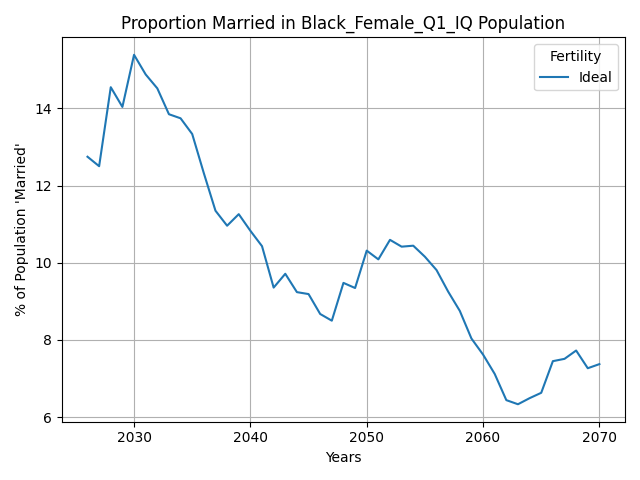 Proportion Married in Black_Female_Q1_IQ Population
Fertility
Ideal
% of Population 'Married'
14
12
10
8
6
2030 2040 2050 2060 2070
Years